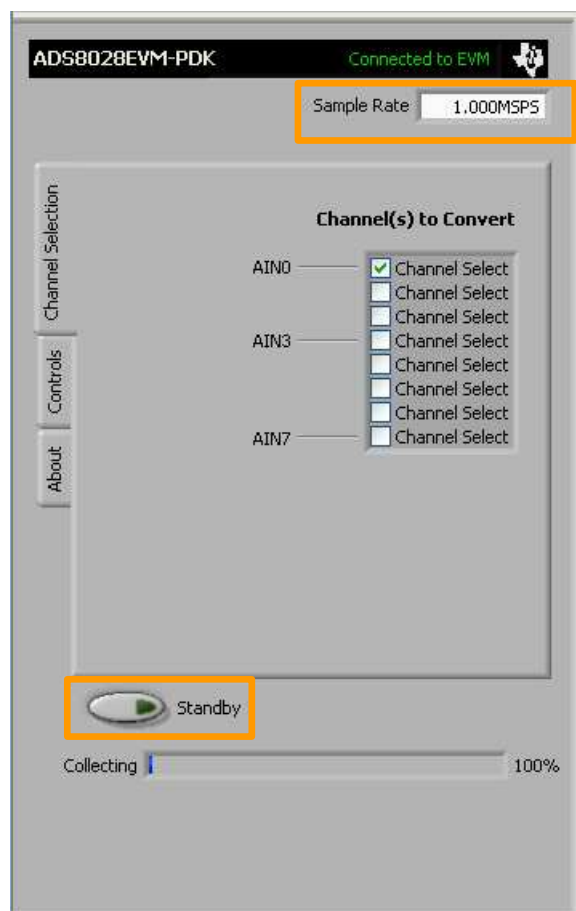 ADS8028EVM-PDK Connected to EVM
Sample Rate 1.000MSPS
Channel Selection
Controls
About
Channel(s) to Convert
AIN0 Channel Select
Channel Select
Channel Select
AIN3 Channel Select
Channel Select
Channel Select
Channel Select
AIN7 Channel Select
Standby
Collecting 100%